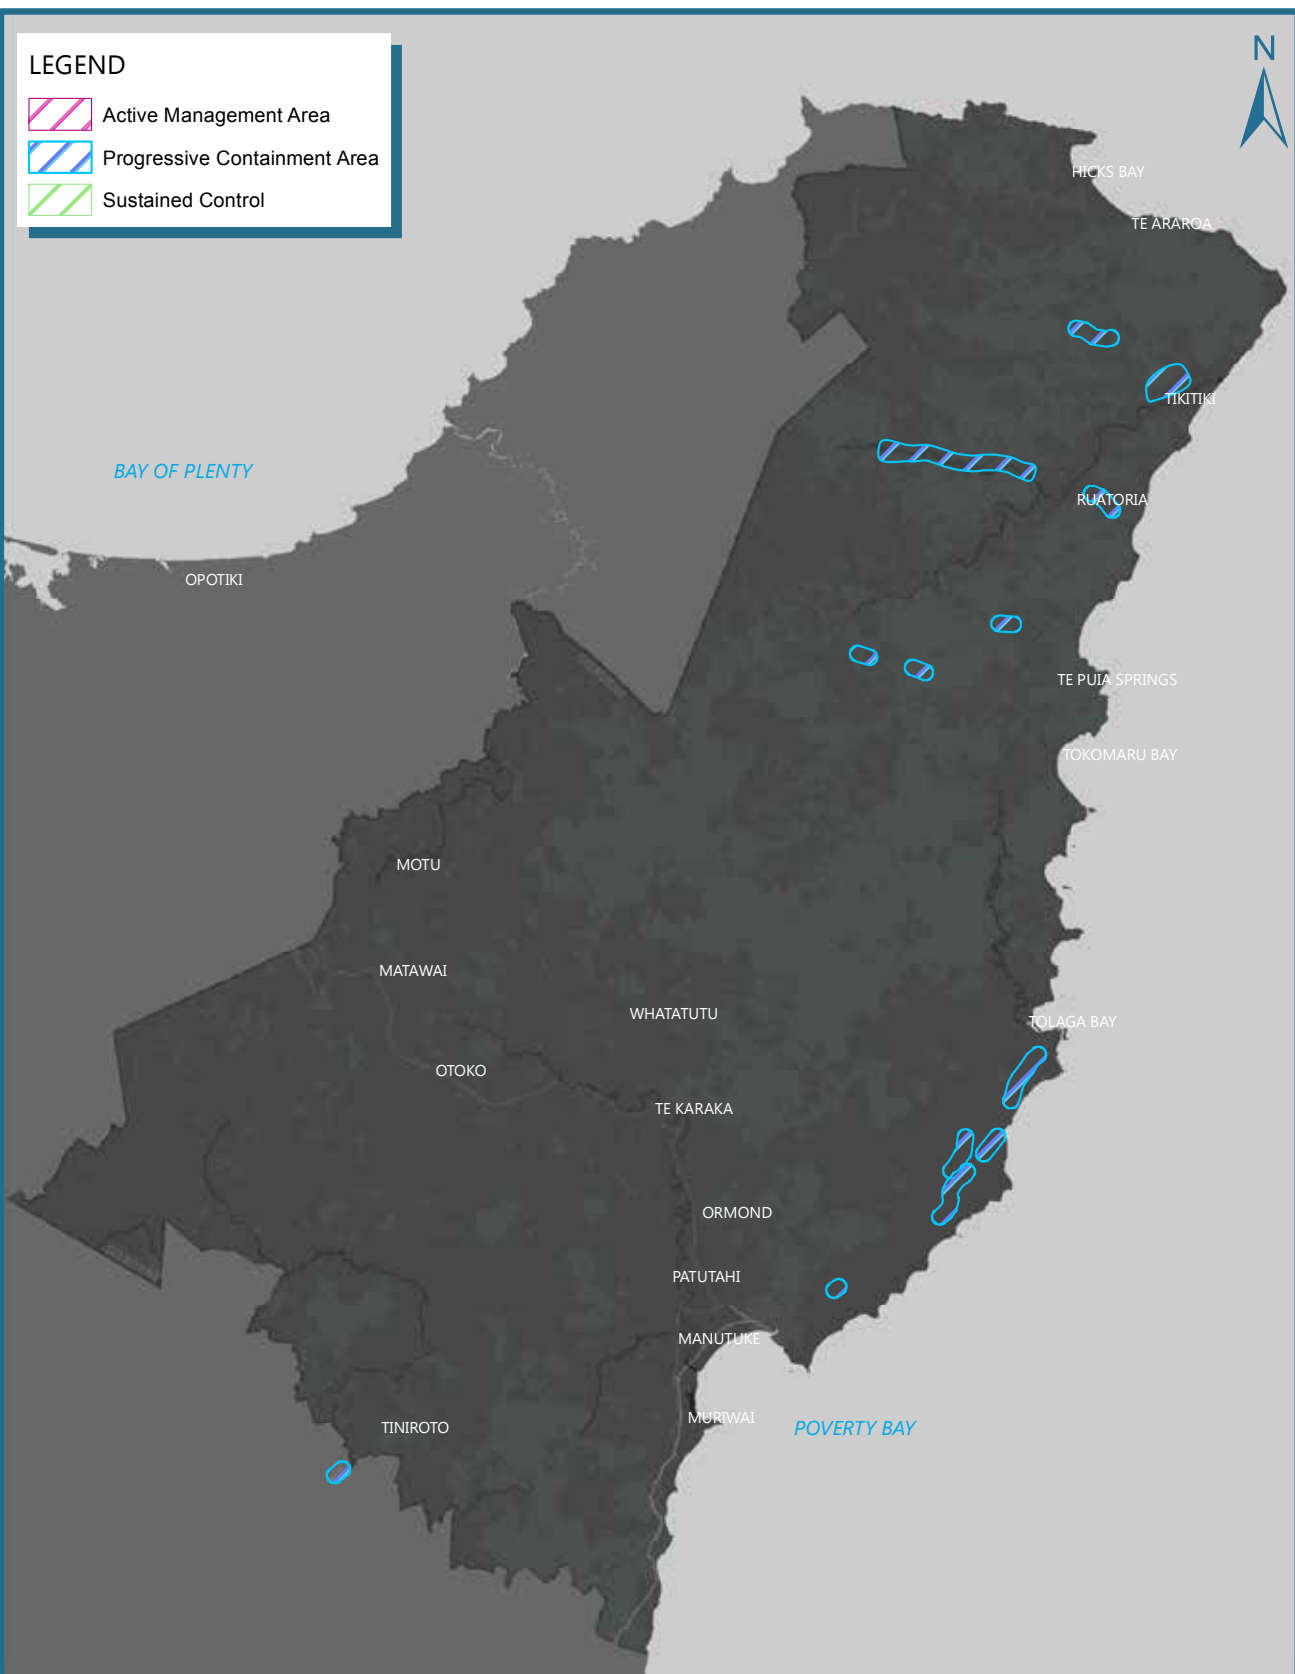 LEGEND
Active Management Area
Progressive Containment Area
Sustained Control
N
HICKS BAY
TE ARAROA
TIKITIKI
BAY OF PLENTY
RUATORIA
OPOTIKI
TE PUIA SPRINGS
TOKOMARU BAY
MOTU
MATAWAI
WHATATUTU
TOLAGA BAY
OTOKO
TE KARAKA
ORMOND
PATUTAHI
MANUTUKE
MURIWAI
TINIROTO
POVERTY BAY